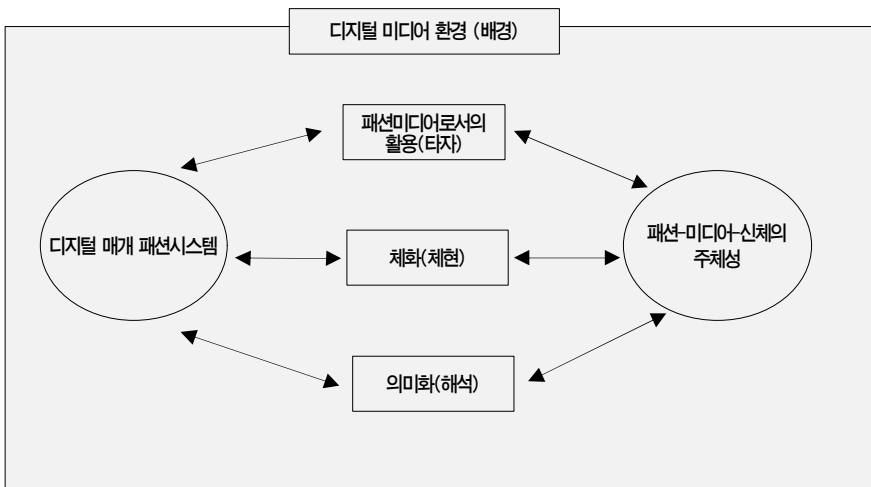 디지털 미디어 환경 (배경)
패션미디어로서의
활용(타자)
디지털 매개 패션시스템
체화(체현)
패션-미디어-신체의
주체성
의미화(해석)